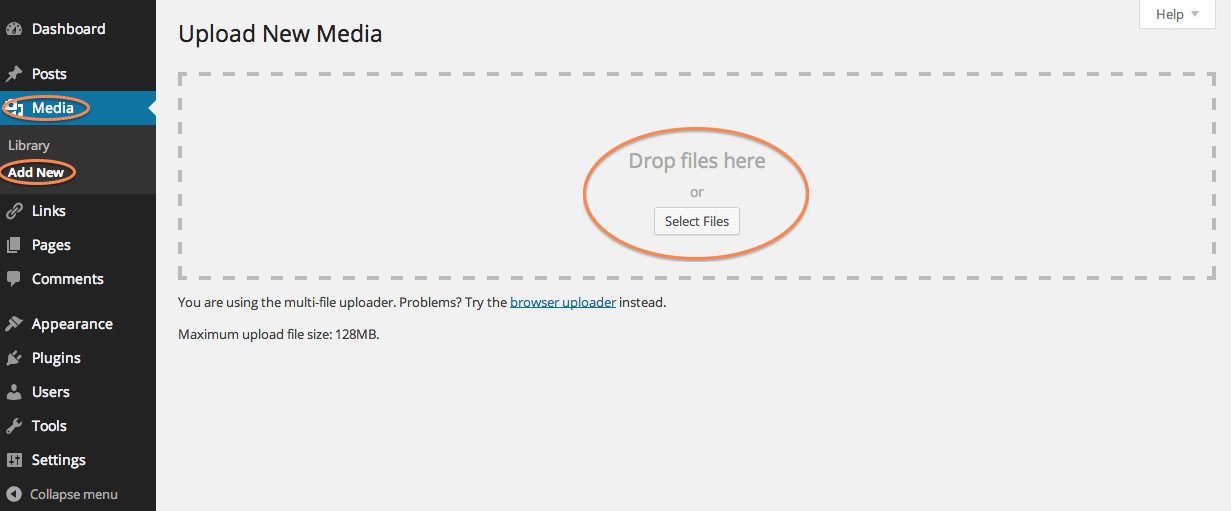 Dashboard
Posts
Media
Library
Add New
Links
Pages
Comments
Appearance
Plugins
Users
Tools
Settings
Collapse menu
Help
Upload New Media
Drop files here
or
Select Files
You are using the multi-file uploader. Problems? Try the browser uploader instead.
Maximum upload file size: 128MB.